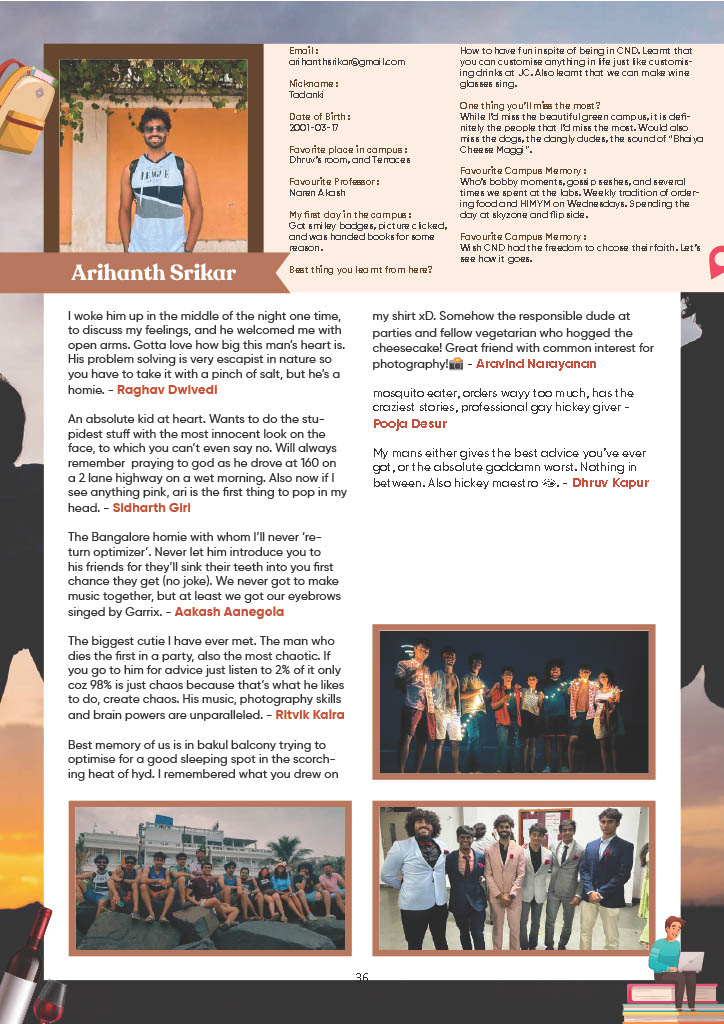 Email :
arihanthsrikar@gmail.com
Nickname :
Tadanki
Date of Birth :
2001-03-17
Favorite place in campus :
Dhruv's room, and Terraces
Favourite Professor :
Naren Akash
My first day in the campus :
Got smiley badges, picture clicked,
and was handed books for some
reason.
Best thing you learnt from here?
How to have fun inspite of being in CND. Learnt that
you can customise anything in life just like customis-
ing drinks at JC. Also learnt that we can make wine
glasses sing.
One thing you'll miss the most?
While I'd miss the beautiful green campus, it is defi-
nitely the people that I'd miss the most. Would also
miss the dogs, the dangly dudes, the sound of "Bhaiya
Cheese Maggi".
Favourite Campus Memory :
Who's bobby moments, gossip seshes, and several
times we spent at the labs. Weekly tradition of order-
ing food and HIMYM on Wednesdays. Spending the
day at skyzone and flip side.
Favourite Campus Memory :
Wish CND had the freedom to choose their faith. Let's
see how it goes.
Arihanth Srikar
I woke him up in the middle of the night one time,
to discuss my feelings, and he welcomed me with
open arms. Gotta love how big this man's heart is.
His problem solving is very escapist in nature so
you have to take it with a pinch of salt, but he's a
homie. - Raghav Dwivedi
An absolute kid at heart. Wants to do the stu-
pidest stuff with the most innocent look on the
face, to which you can't even say no. Will always
remember praying to god as he drove at 160 on
a 2 lane highway on a wet morning. Also now if I
see anything pink, ari is the first thing to pop in my
head. - Sidharth Giri
The Bangalore homie with whom I'll never 're-
turn optimizer'. Never let him introduce you to
his friends for they'll sink their teeth into you first
chance they get (no joke). We never got to make
music together, but at least we got our eyebrows
singed by Garrix. - Aakash Aanegola
The biggest cutie I have ever met. The man who
dies the first in a party, also the most chaotic. If
you go to him for advice just listen to 2% of it only
coz 98% is just chaos because that's what he likes
to do, create chaos. His music, photography skills
and brain powers are unparalleled. - Ritvik Kalra
Best memory of us is in bakul balcony trying to
optimise for a good sleeping spot in the scorch-
ing heat of hyd. I remembered what you drew on
my shirt xD. Somehow the responsible dude at
parties and fellow vegetarian who hogged the
cheesecake! Great friend with common interest for
photography!📸 - Aravind Narayanan
mosquito eater, orders wayy too much, has the
craziest stories, professional gay hickey giver -
Pooja Desur
My mans either gives the best advice you've ever
got, or the absolute goddamn worst. Nothing in
between. Also hickey maestro. - Dhruv Kapur
36